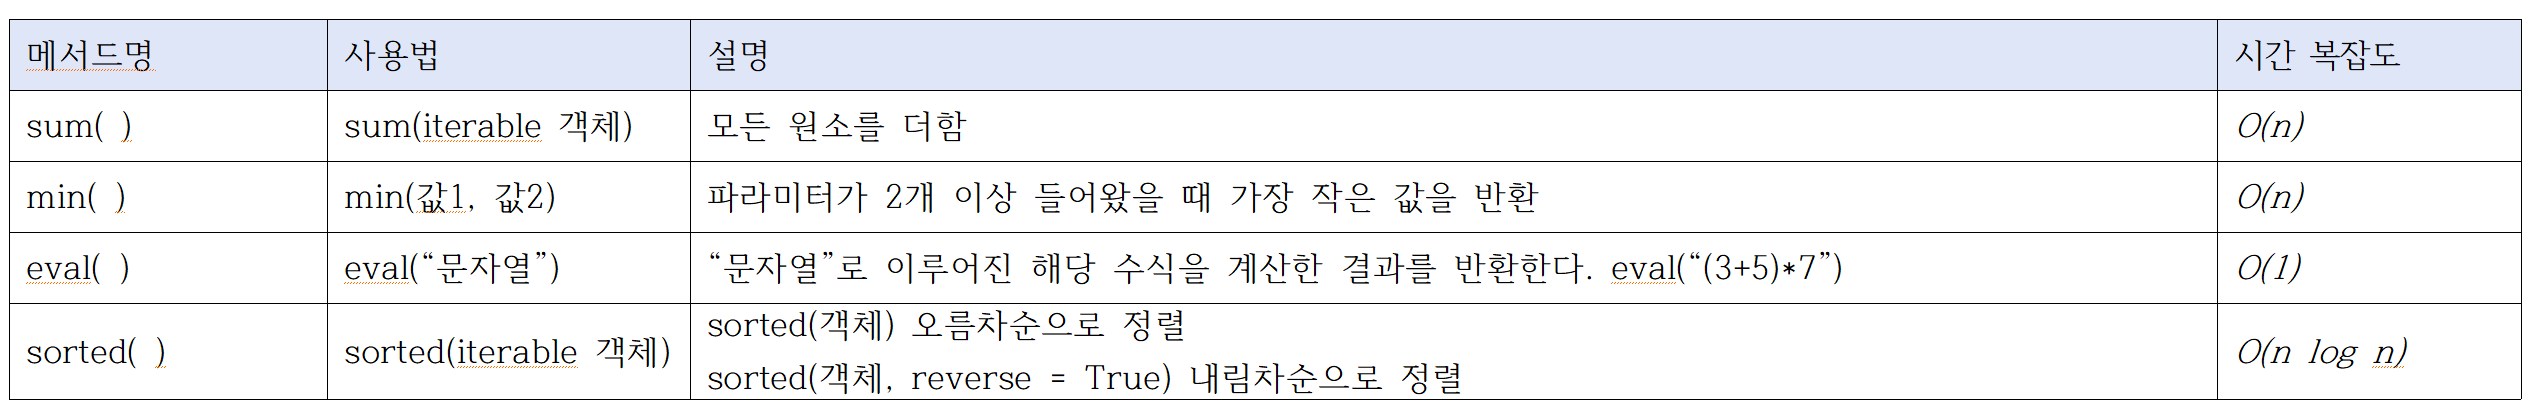 메서드명 사용법 설명 시간 복잡도
sum( ) sum(iterable 객체) 모든 원소를 더함 O(n)
min( ) min(값1, 값2) 파라미터가 2개 이상 들어왔을 때 가장 작은 값을 반환 O(n)
eval( ) eval(“문자열”) “문자열”로 이루어진 해당 수식을 계산한 결과를 반환한다. eval(“(3+5)*7”) O(1)
sorted( ) sorted(iterable 객체) sorted(객체) 오름차순으로 정렬 O(n log n)
sorted(객체, reverse = True) 내림차순으로 정렬